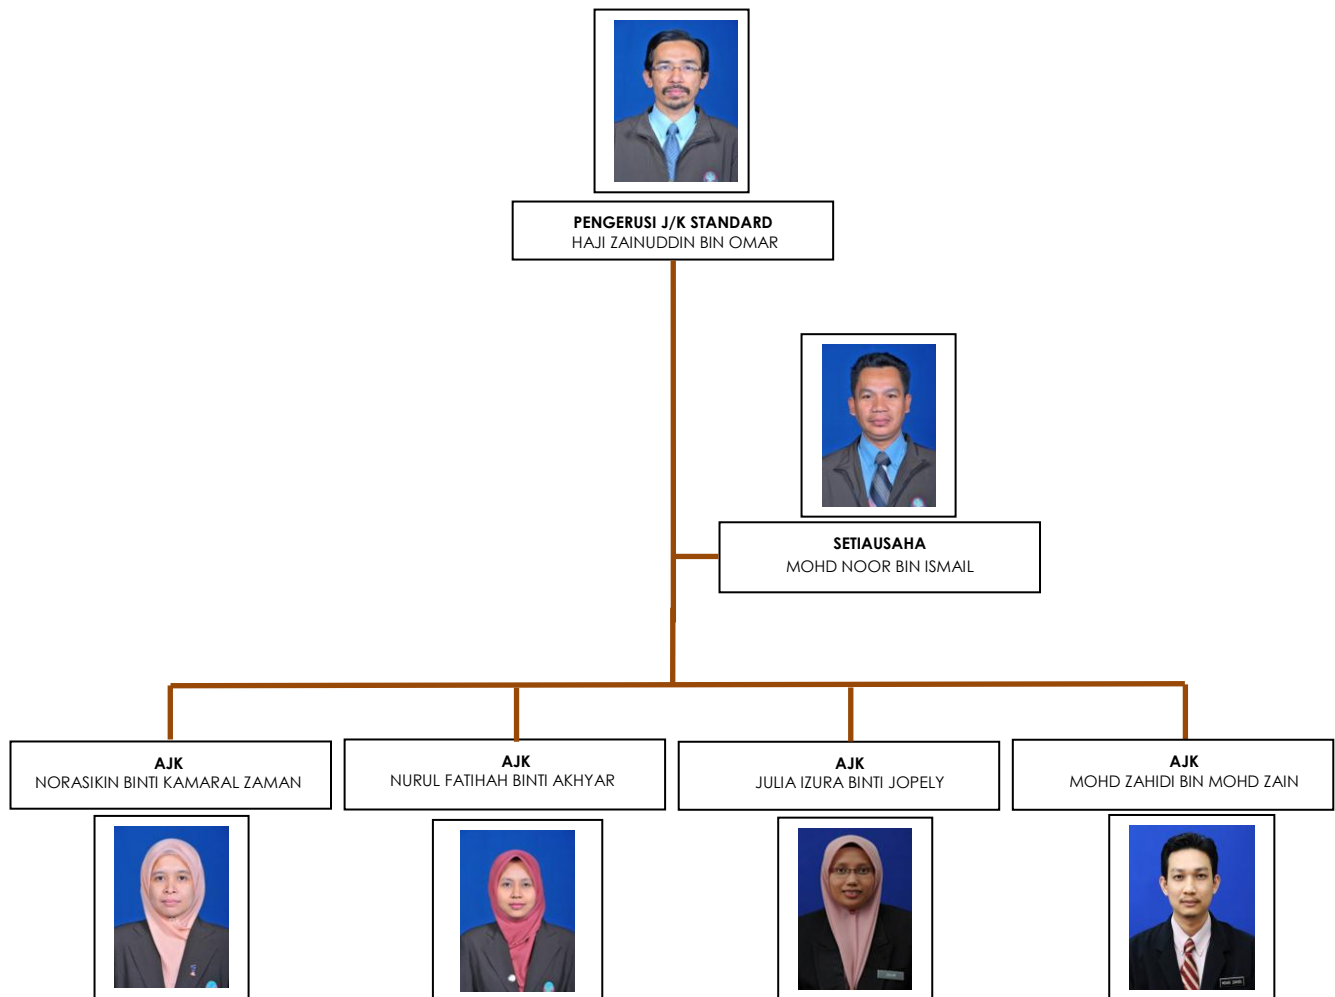 PENGERUSI J/K STANDARD
HAJI ZAINUDDIN BIN OMAR
SETIAUSAHA
MOHD NOOR BIN ISMAIL
AJK
NORASIKIN BINTI KAMARAL ZAMAN
AJK
NURUL FATIHAH BINTI AKHYAR
AJK
JULIA IZURA BINTI JOPELY
AJK
MOHD ZAHIDI BIN MOHD ZAIN